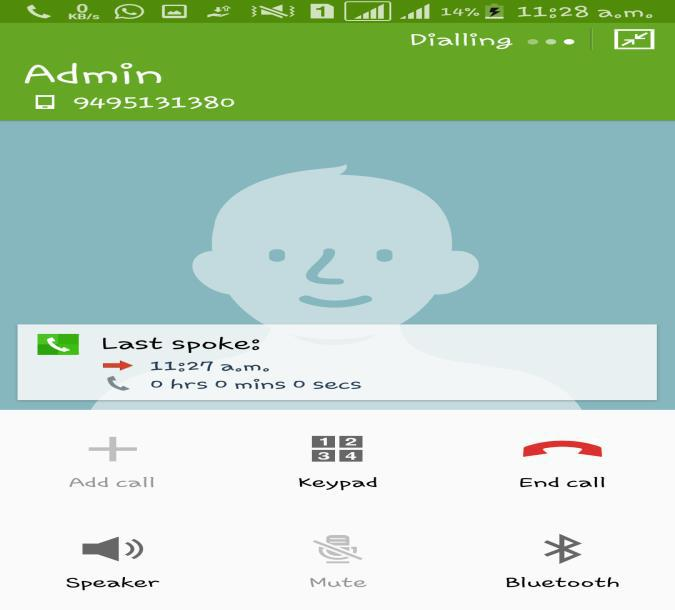 0 KB/s 1 14% 11:28 a.m.
Dialling
Admin
9495131380
Last spoke:
11:27 a.m.
0 hrs 0 mins 0 secs
1 2
3 4
Add call Keypad End call
Speaker Mute Bluetooth